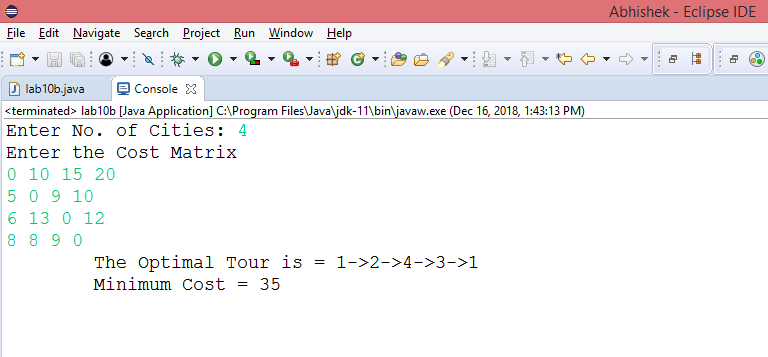 Abhishek - Eclipse IDE
File Edit Navigate Search Project Run Window Help
lab10b.java Console
<terminated> lab10b [Java Application] C:\Program Files\Java\jdk-11\bin\javaw.exe (Dec 16, 2018, 1:43:13 PM)
Enter No. of Cities: 4
Enter the Cost Matrix
0 10 15 20
5 0 9 10
6 13 0 12
8 8 9 0
The Optimal Tour is = 1->2->4->3->1
Minimum Cost = 35